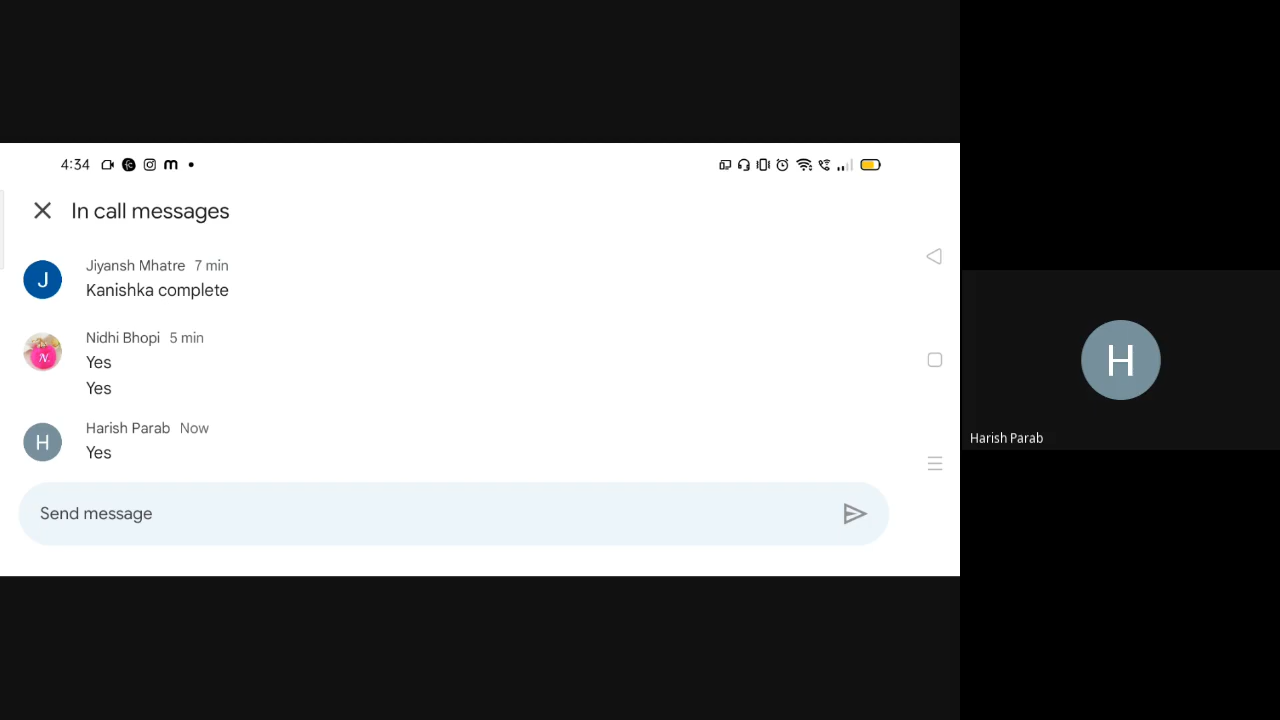 4:34
In call messages
J
Jiyansh Mhatre 7 min
Kanishka complete
N.
Nidhi Bhopi 5 min
Yes
Yes
H
Harish Parab Now
Yes
Send message
H
Harish Parab